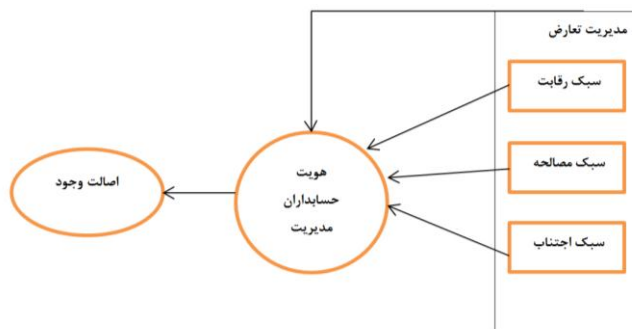 مدیریت تعارض
سبک رقابت
سبک مصالحه
سبک اجتناب
هویت
حسابداران
مدیریت
اصالت وجود